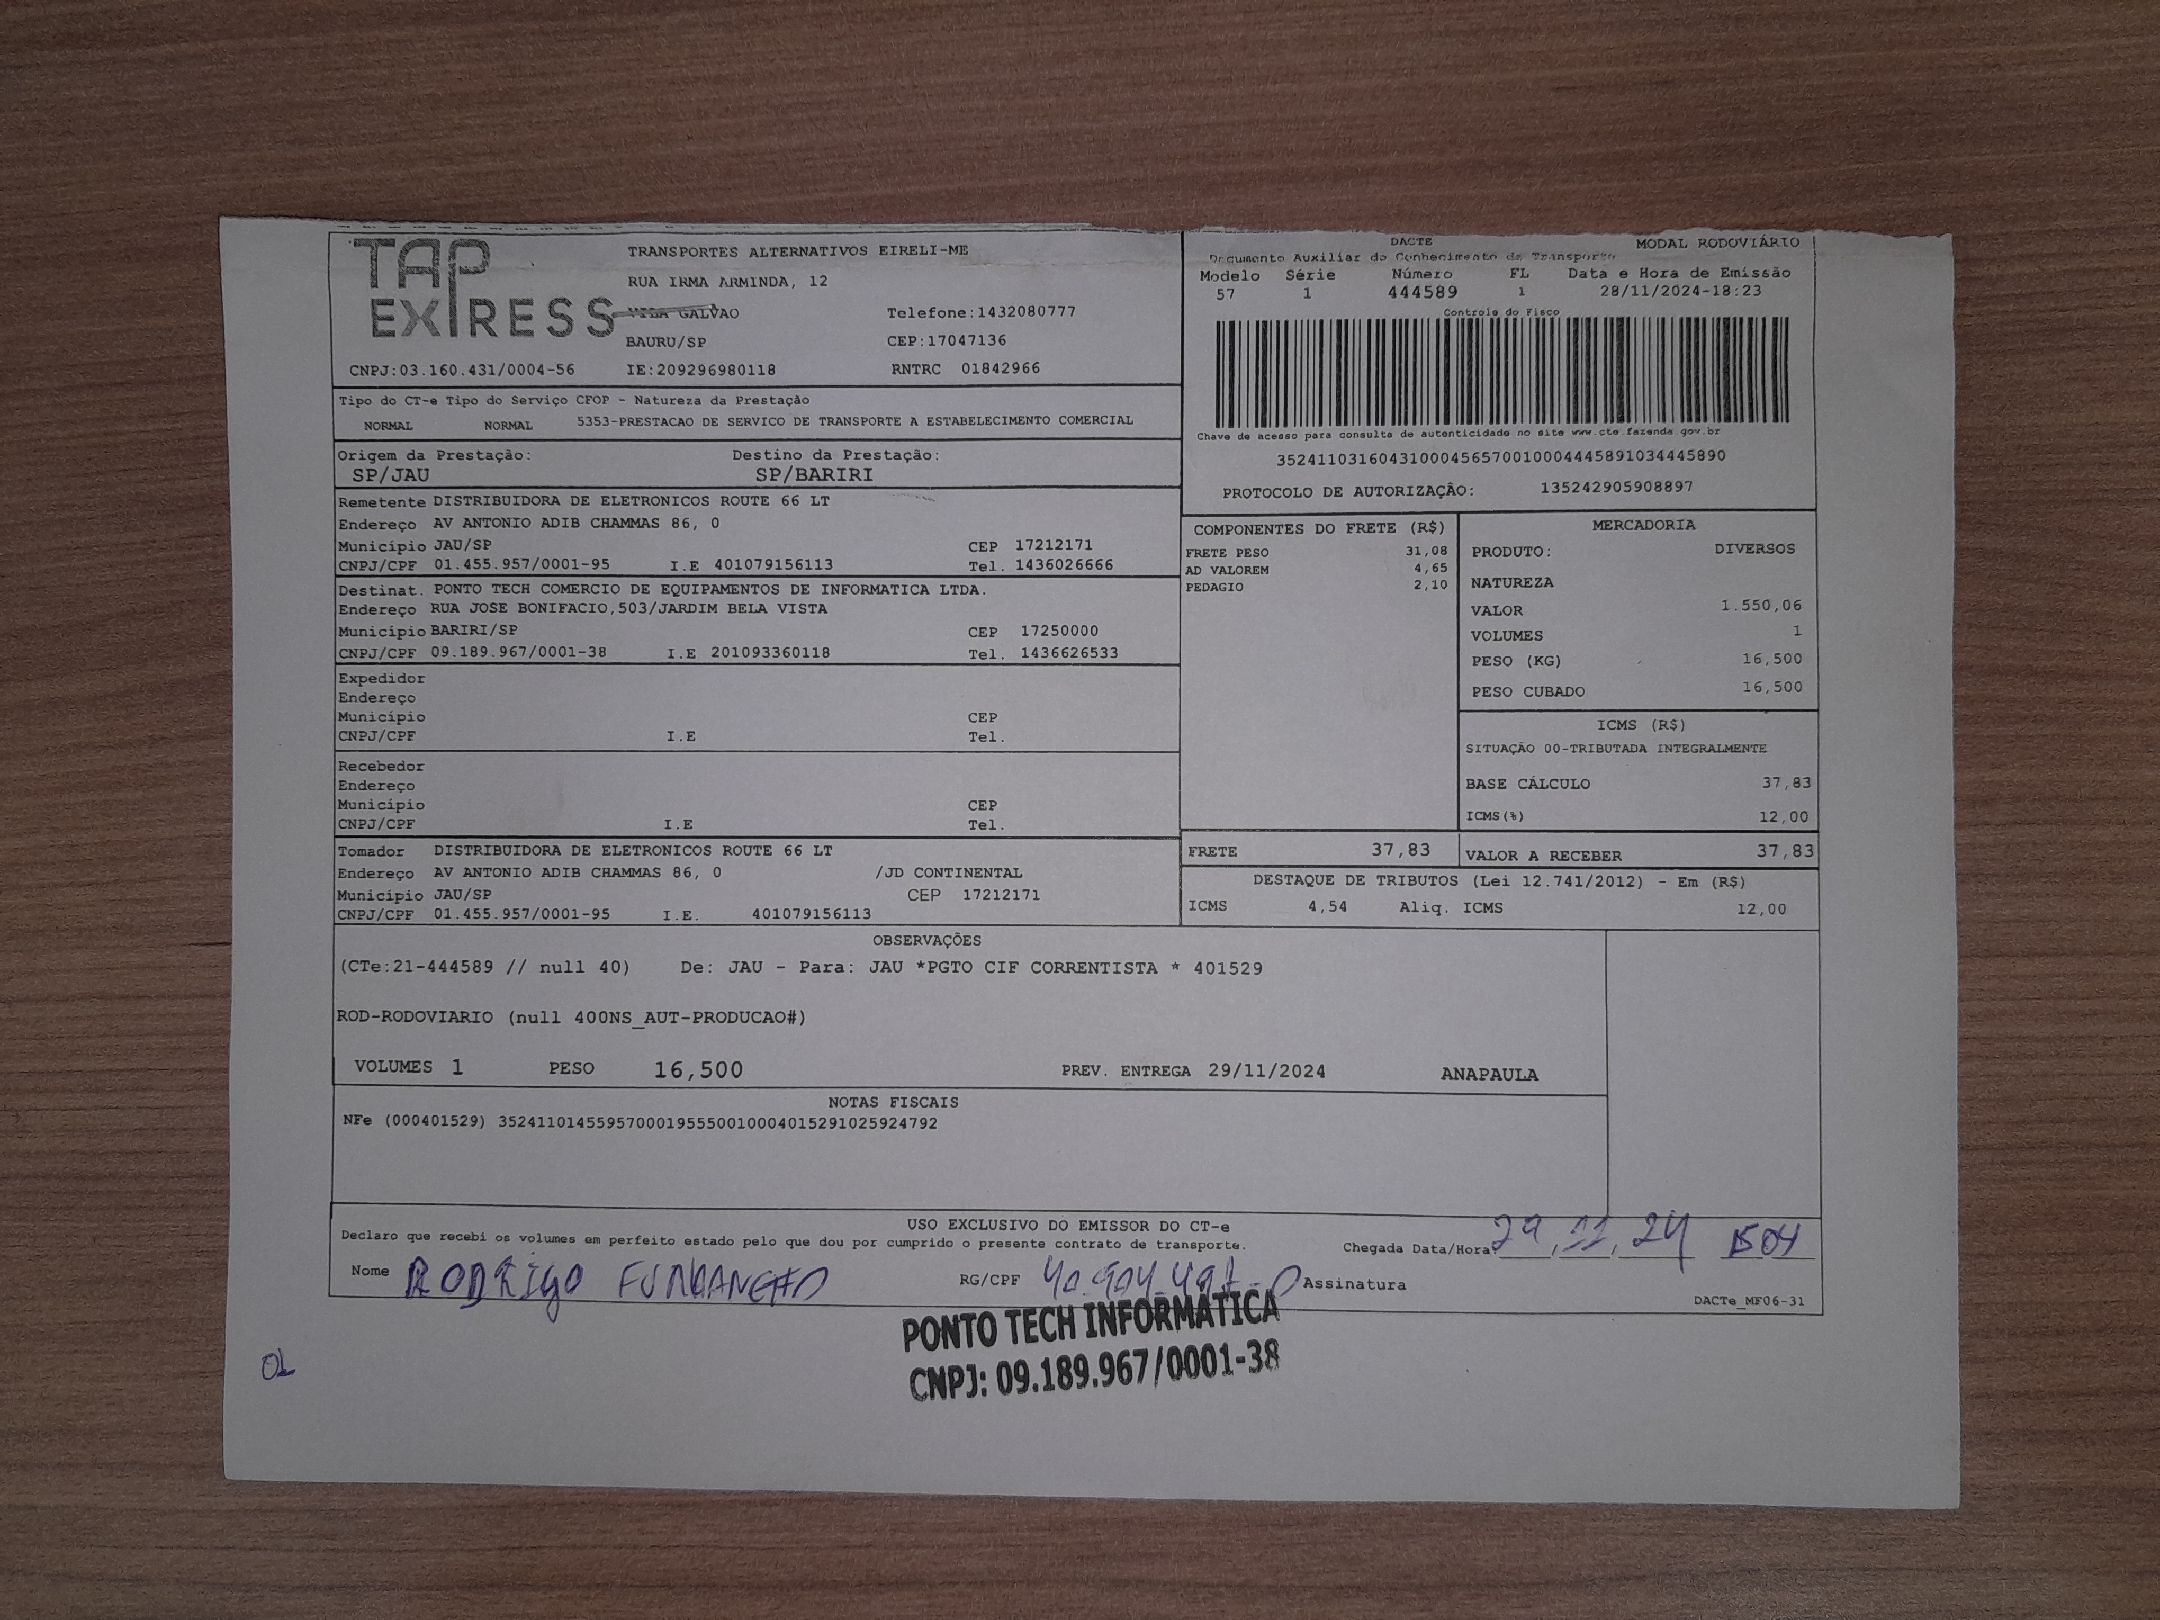 TAP
EXPRESS
TRANSPORTES ALTERNATIVOS EIRELI-ME
RUA IRMA ARMINDA, 12
GALVAO
Telefone:1432080777
BAURU/SP
CEP:17047136
CNPJ:03.160.431/0004-56
IE:209296980118
RNTRC 01842966
DACTE
MODAL RODOVIÁRIO
Documento Auxiliar do Conhecimento de Transporte
Modelo Série Número FL Data e Hora de Emissão
57 1 444589 1 28/11/2024-18:23
Controle do Fisco
Chave de acesso para consulta de autenticidade no site www.cte.fazenda.gov.br
35241103160431000456570010004445891034445890
PROTOCOLO DE AUTORIZAÇÃO: 135242905908897
Tipo do CT-e Tipo do Serviço CFOP - Natureza da Prestação
NORMAL NORMAL 5353-PRESTACAO DE SERVICO DE TRANSPORTE A ESTABELECIMENTO COMERCIAL
Origem da Prestação: Destino da Prestação:
SP/JAU SP/BARIRI
Remetente DISTRIBUIDORA DE ELETRONICOS ROUTE 66 LT
Endereço AV ANTONIO ADIB CHAMMAS 86, 0
Município JAU/SP CEP 17212171
CNPJ/CPF 01.455.957/0001-95 I.E 401079156113 Tel. 1436026666
Destinat. PONTO TECH COMERCIO DE EQUIPAMENTOS DE INFORMATICA LTDA.
Endereço RUA JOSE BONIFACIO,503/JARDIM BELA VISTA
Município BARIRI/SP CEP 17250000
CNPJ/CPF 09.189.967/0001-38 I.E 201093360118 Tel. 1436626533
Expedidor
Endereço
Município CEP
CNPJ/CPF I.E Tel.
Recebedor
Endereço
Município CEP
CNPJ/CPF I.E Tel.
Tomador DISTRIBUIDORA DE ELETRONICOS ROUTE 66 LT
Endereço AV ANTONIO ADIB CHAMMAS 86, 0 /JD CONTINENTAL
Município JAU/SP CEP 17212171
CNPJ/CPF 01.455.957/0001-95 I.E. 401079156113
COMPONENTES DO FRETE (R$)
FRETE PESO 31,08
AD VALOREM 4,65
PEDAGIO 2,10
MERCADORIA
PRODUTO: DIVERSOS
NATUREZA
VALOR 1.550,06
VOLUMES 1
PESO (KG) 16,500
PESO CUBADO 16,500
ICMS (R$)
SITUAÇÃO 00-TRIBUTADA INTEGRALMENTE
BASE CÁLCULO 37,83
ICMS(%) 12,00
FRETE 37,83 VALOR A RECEBER 37,83
DESTAQUE DE TRIBUTOS (Lei 12.741/2012) - Em (R$)
ICMS 4,54 Aliq. ICMS 12,00
OBSERVAÇÕES
(CTe:21-444589 // null 40) De: JAU - Para: JAU *PGTO CIF CORRENTISTA * 401529
ROD-RODOVIARIO (null 400NS_AUT-PRODUCAO#)
VOLUMES 1 PESO 16,500 PREV. ENTREGA 29/11/2024 ANAPAULA
NOTAS FISCAIS
NFe (000401529) 35241101455957000195550010004015291025924792
USO EXCLUSIVO DO EMISSOR DO CT-e
Declaro que recebi os volumes em perfeito estado pelo que dou por cumprido o presente contrato de transporte.
Chegada Data/Hora 29,11,24 1504
Nome RODRIGO
RG/CPF
Assinatura
DACTe_MF06-31
PONTO TECH INFORMÁTICA
CNPJ: 09.189.967/0001-38